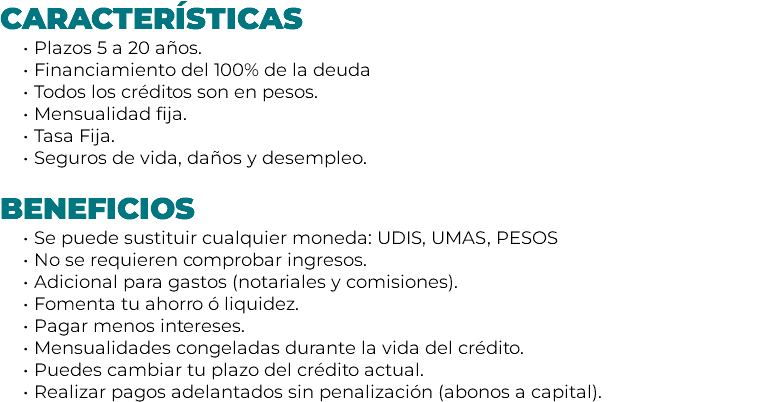 CARACTERÍSTICAS
• Plazos 5 a 20 años.
• Financiamiento del 100% de la deuda
• Todos los créditos son en pesos.
• Mensualidad fija.
• Tasa Fija.
• Seguros de vida, daños y desempleo.
BENEFICIOS
• Se puede sustituir cualquier moneda: UDIS, UMAS, PESOS
• No se requieren comprobar ingresos.
• Adicional para gastos (notariales y comisiones).
• Fomenta tu ahorro ó liquidez.
• Pagar menos intereses.
• Mensualidades congeladas durante la vida del crédito.
• Puedes cambiar tu plazo del crédito actual.
• Realizar pagos adelantados sin penalización (abonos a capital).